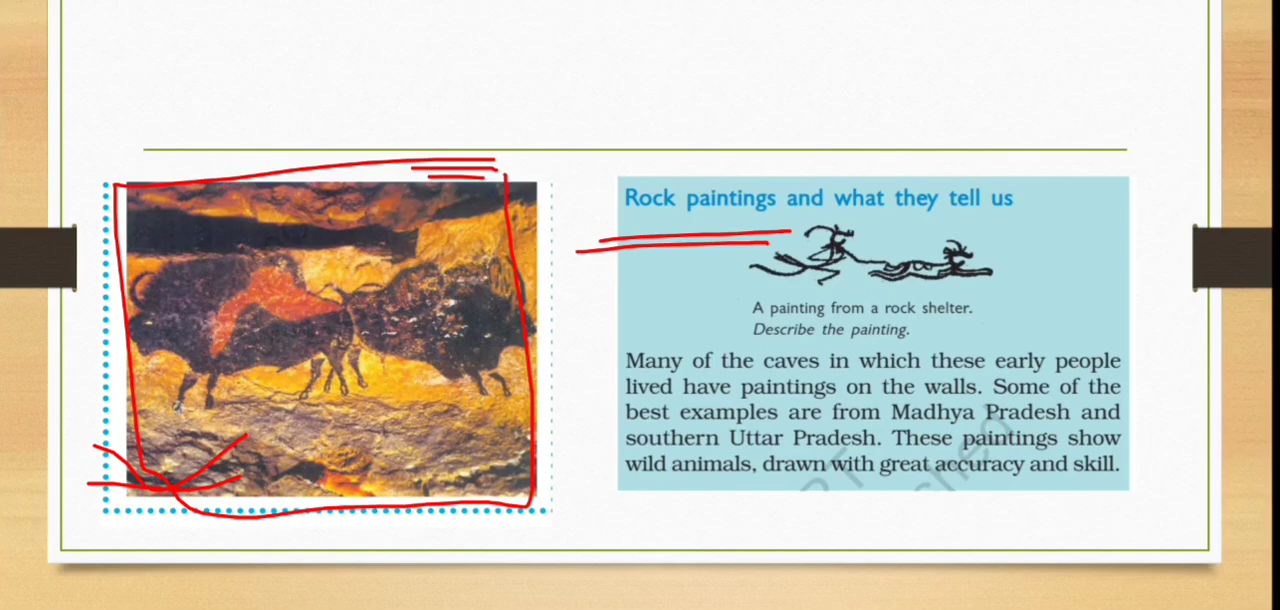 Rock paintings and what they tell us
A painting from a rock shelter.
Describe the painting.
Many of the caves in which these early people
lived have paintings on the walls. Some of the
best examples are from Madhya Pradesh and
southern Uttar Pradesh. These paintings show
wild animals, drawn with great accuracy and skill.